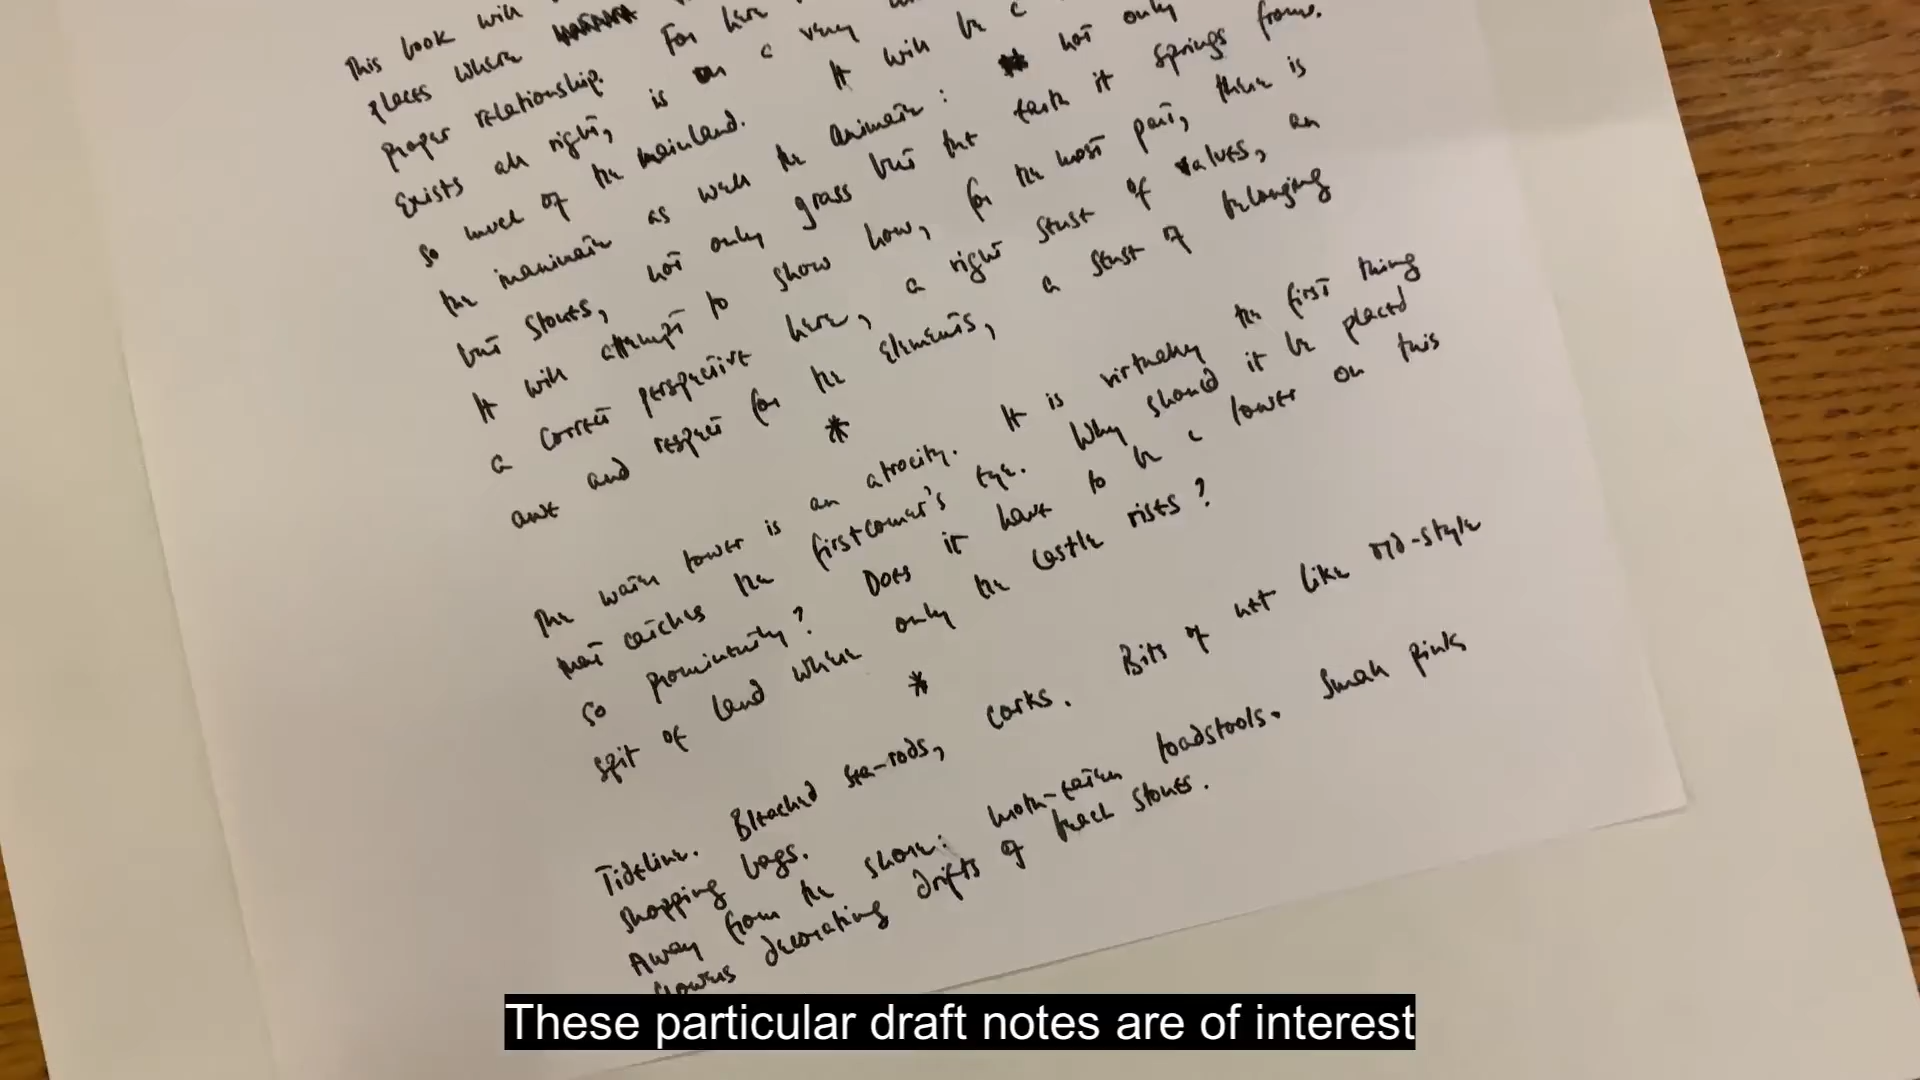 This book will
places where
proper relationship. For here
exists all right, is on a very
so much of the mainland. It will be a c
the inanimate as well the animate: not only
but stones, not only grass but the earth it springs from.
It will attempt to show how, for the most part, there is
a correct perspective here, a right sense of values, an
awe and respect for the elements, a sense of belonging
*
The water tower is an atrocity. It is virtually the first thing
that catches the firstcomer's eye. Why should it be placed
so prominently? Does it have to be a tower on this
spit of land where only the castle rises?
*
Tideline. Bleached sea-rods, corks. Bits of net like old-style
shopping bags.
Away from the shore: moth-eaten toadstools. Small pink
flowers decorating drifts of beach stones.
These particular draft notes are of interest